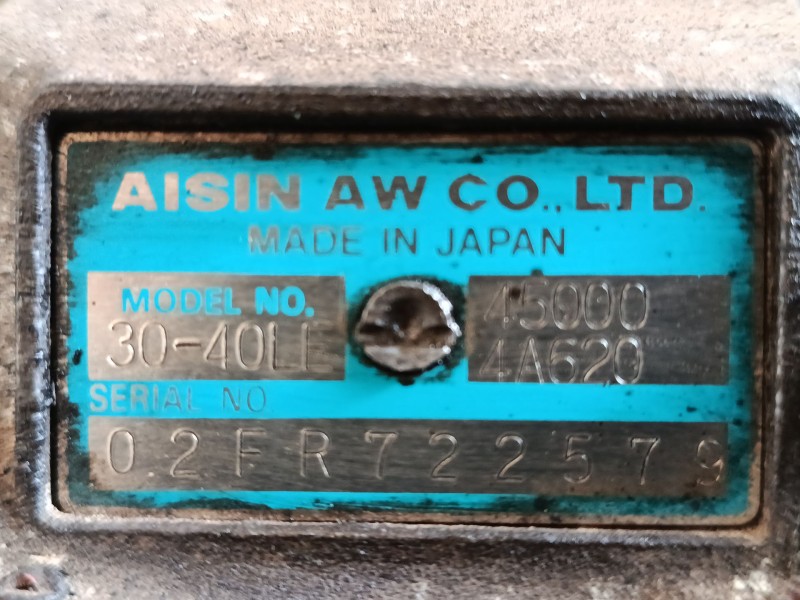 AISIN AW CO., LTD.
MADE IN JAPAN
MODEL NO. 45000
30-40LE 4A620
SERIAL NO
02FR722579